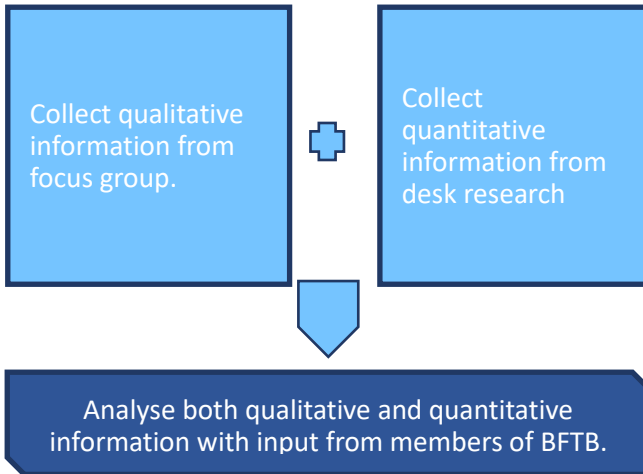 Collect qualitative
information from
focus group.
Collect
quantitative
information from
desk research
Analyse both qualitative and quantitative
information with input from members of BFTB.